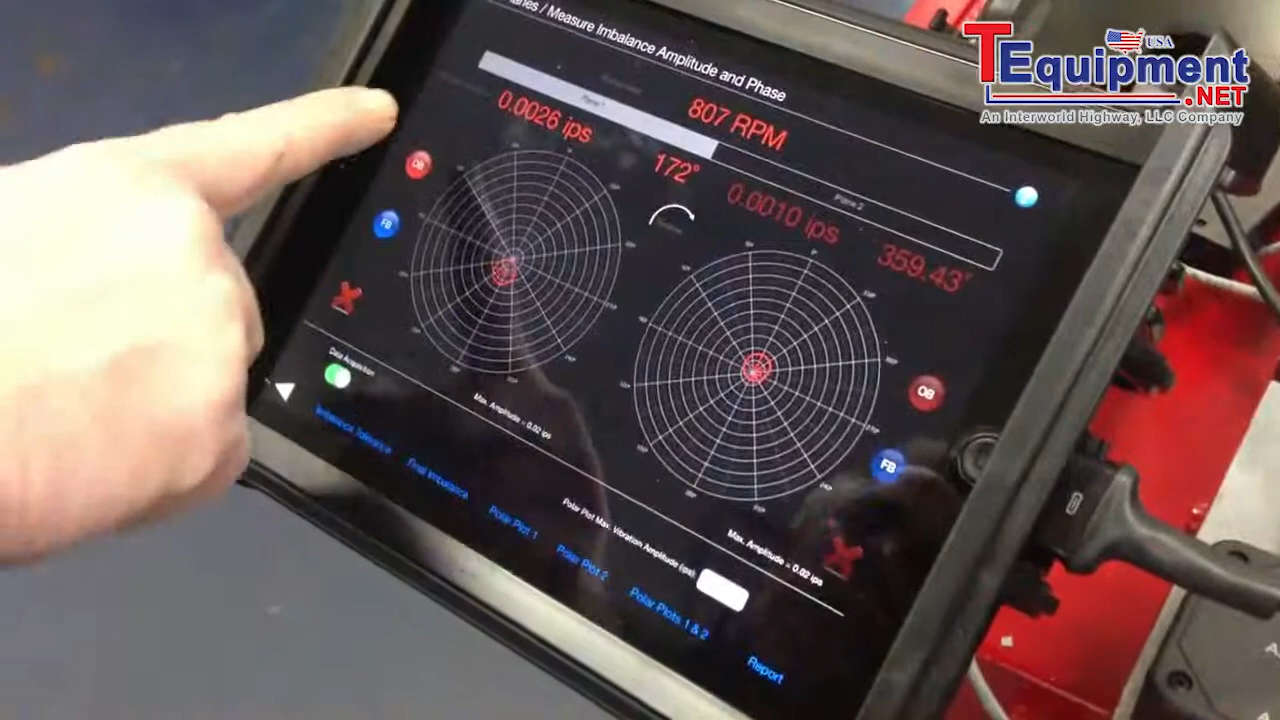 TEquipment
USA
.NET
An Interworld Highway, LLC Company
/ Measure Imbalance Amplitude and Phase
807 RPM
Plane 1
0.0026 ips
172°
Plane 2
0.0010 ips
359.43°
OB
FB
OB
FB
Data Acquisition
Max. Amplitude = 0.02 ips
Max. Amplitude = 0.02 ips
Polar Plot Max. Vibration Amplitude (ips):
Imbalance Tolerance
Final Imbalance
Polar Plot 1
Polar Plot 2
Polar Plots 1 & 2
Report